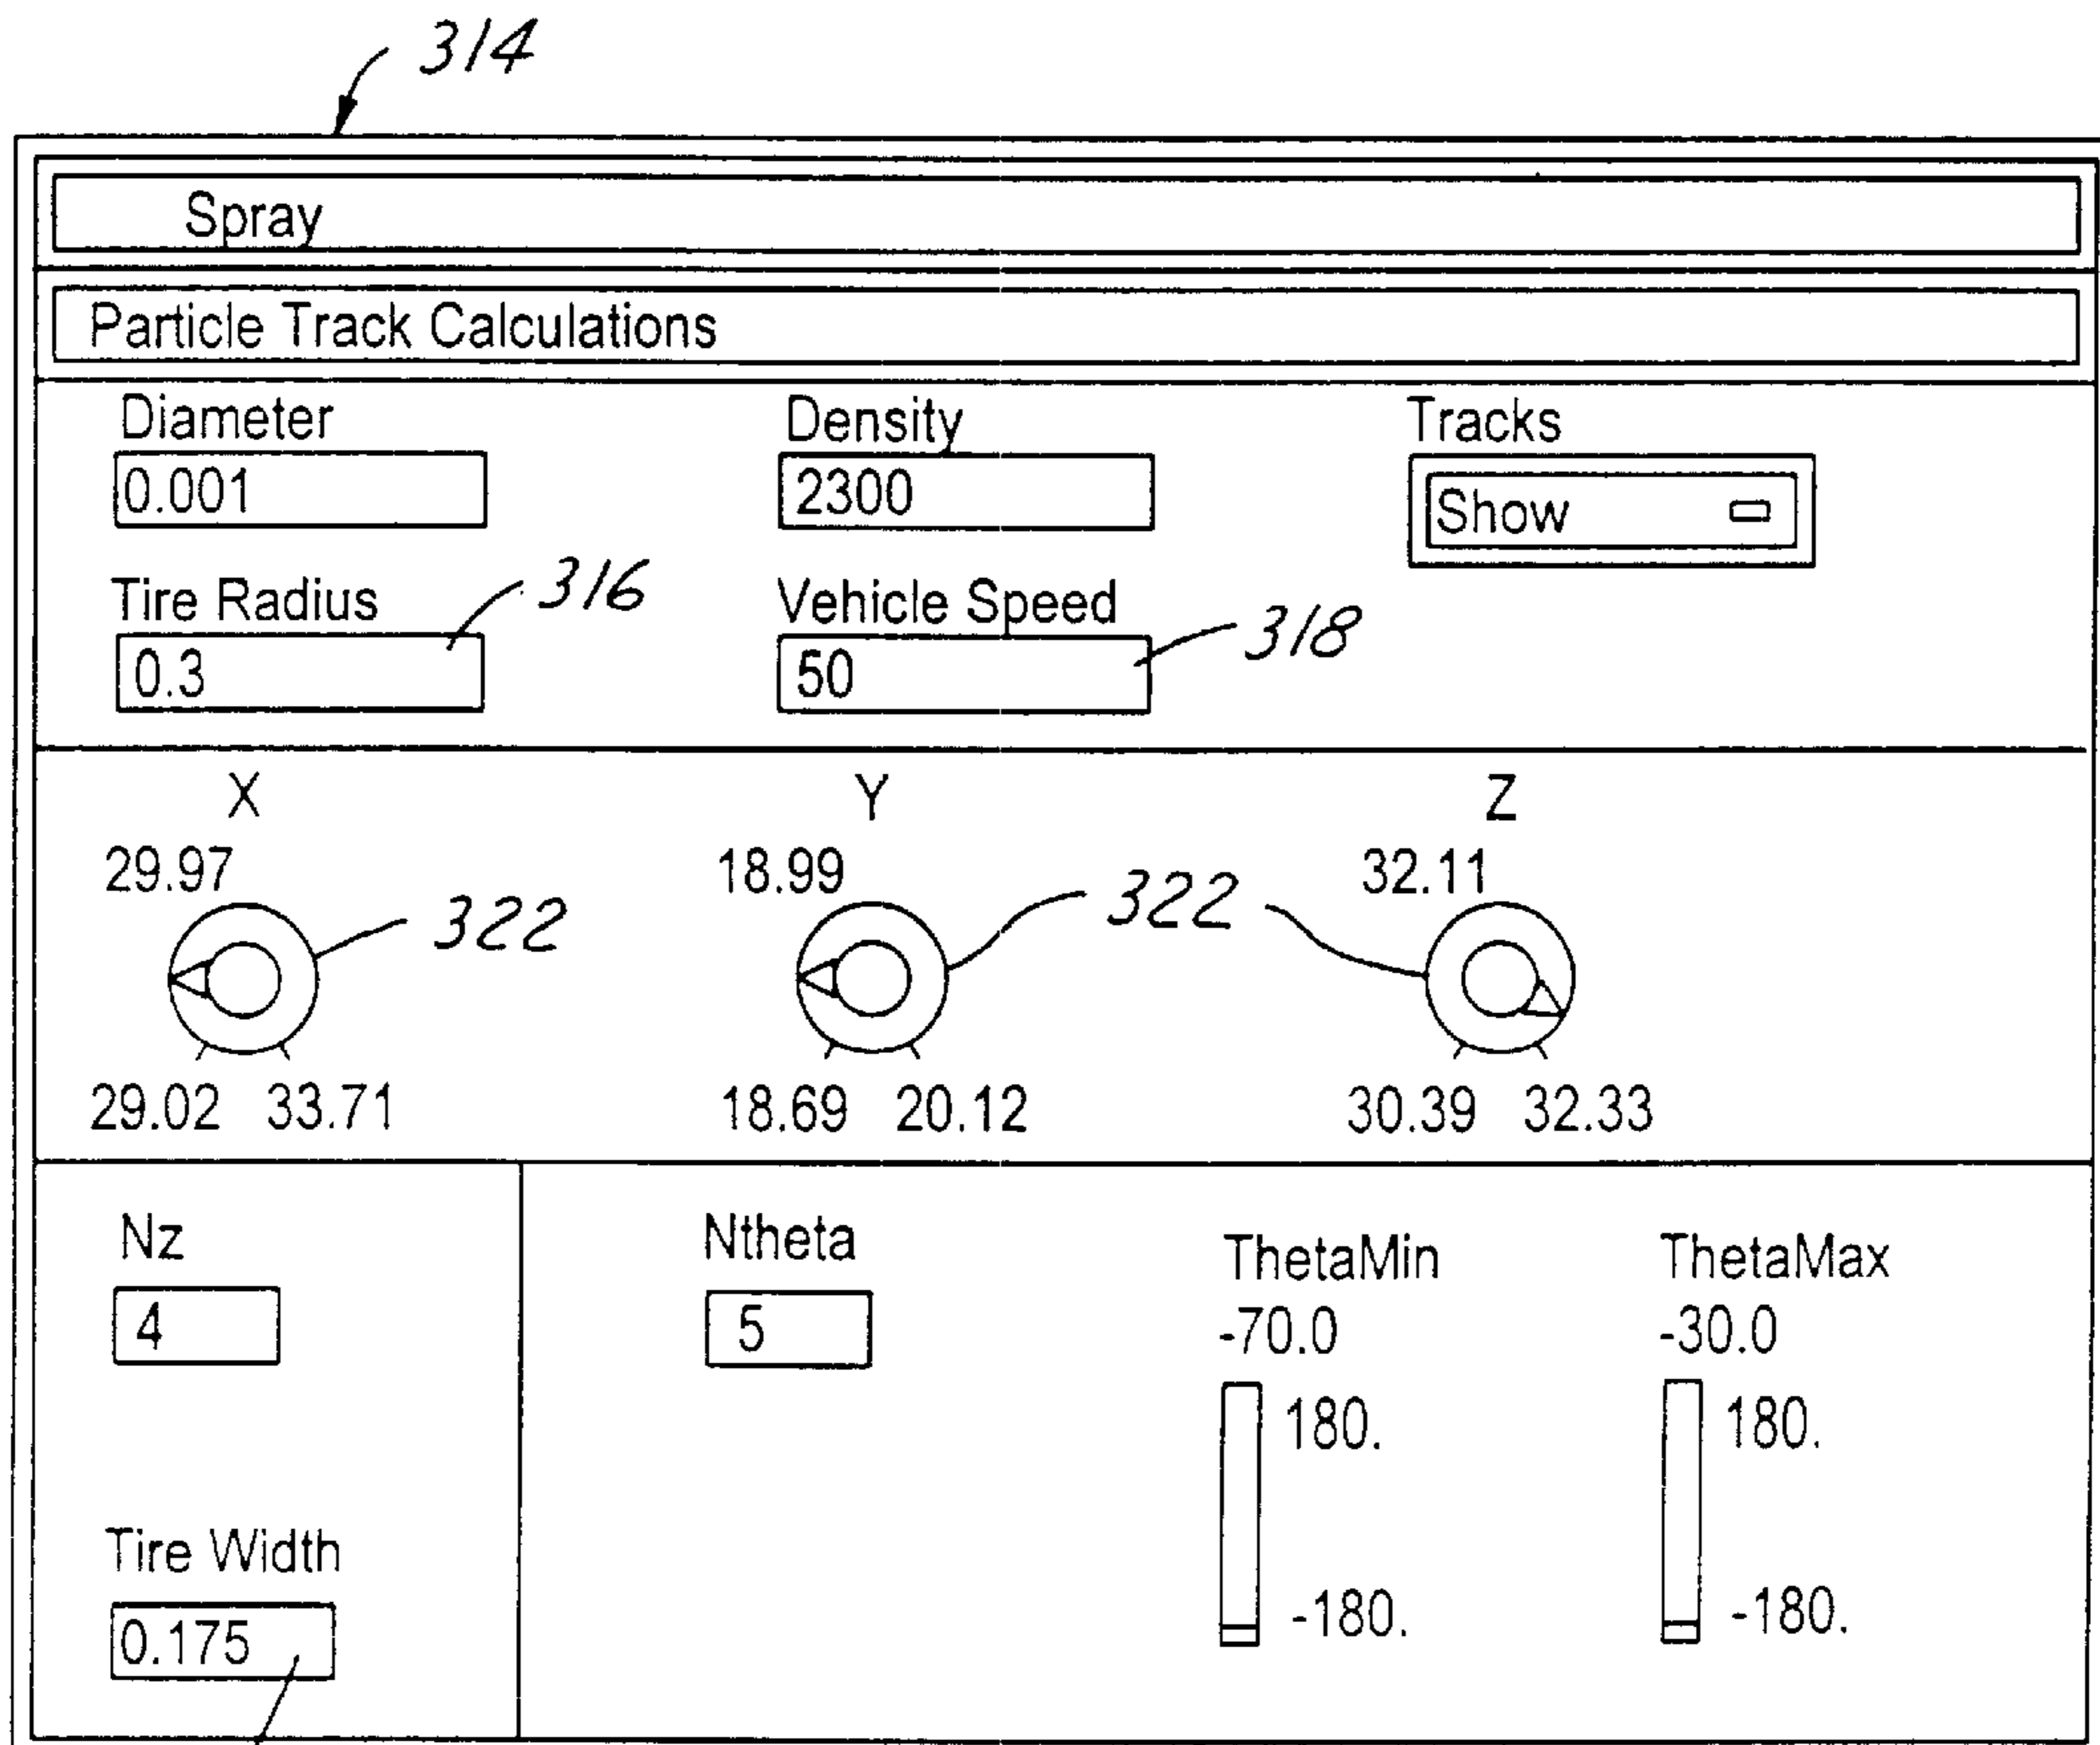 314
Spray
Particle Track Calculations
Diameter Density Tracks
0.001 2300 Show
Tire Radius 316 Vehicle Speed 318
0.3 50
X Y Z
29.97 18.99 32.11
322 322
29.02 33.71 18.69 20.12 30.39 32.33
Nz Ntheta ThetaMin ThetaMax
4 5 -70.0 -30.0
180. 180.
Tire Width
0.175 -180. -180.